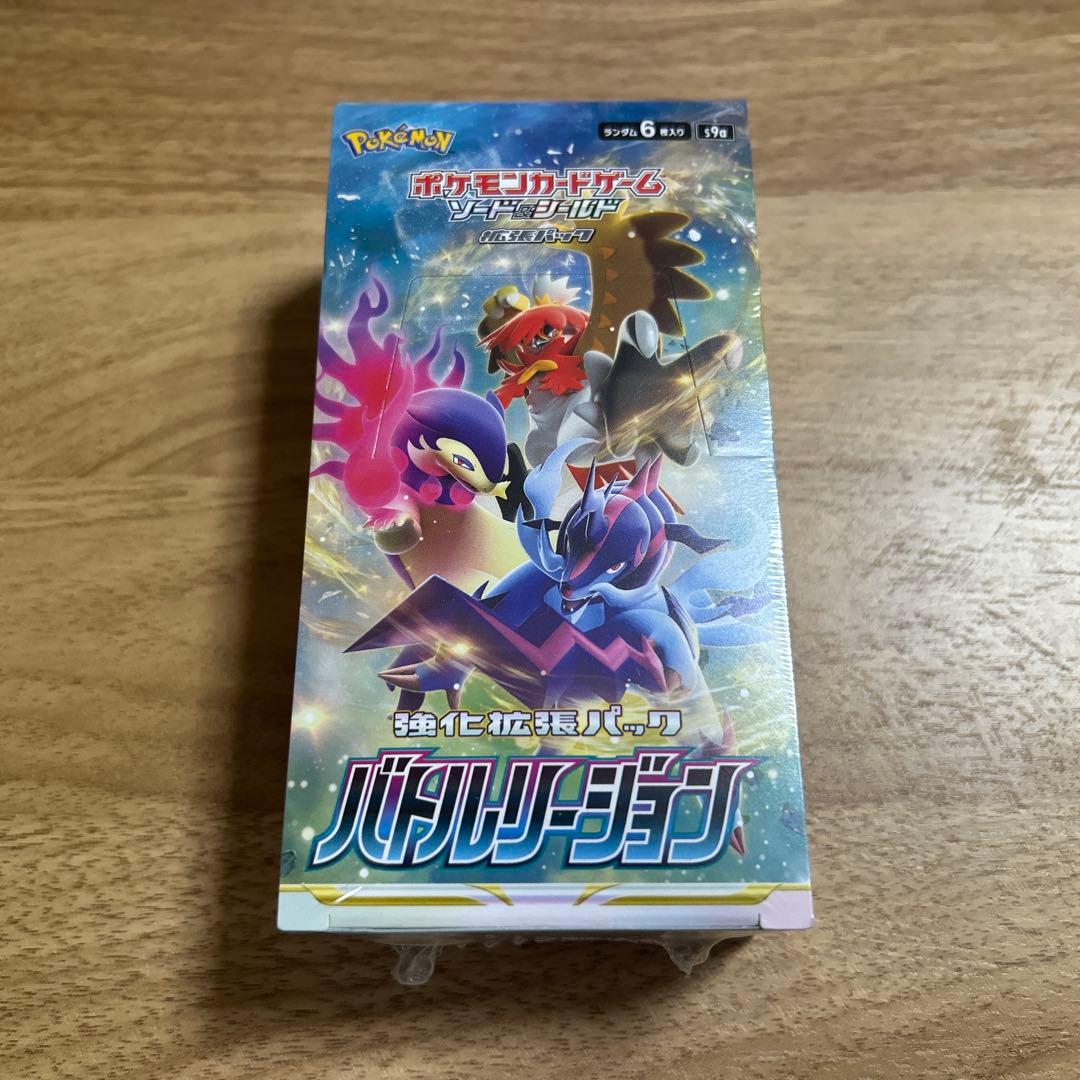 POKÉMON
ランダム6枚入り s9a
ポケモンカードゲーム
ソード&シールド
拡張パック
強化拡張パック
バトルリージョン